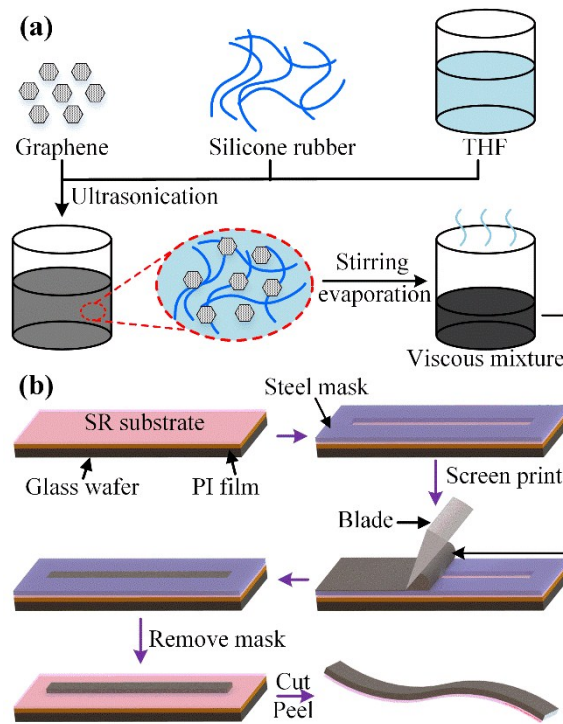 (a)
Graphene
Silicone rubber
THF
Ultrasonication
Stirring
evaporation
Viscous mixture
(b)
Steel mask
SR substrate
Glass wafer
PI film
Screen print
Blade
Remove mask
Cut
Peel